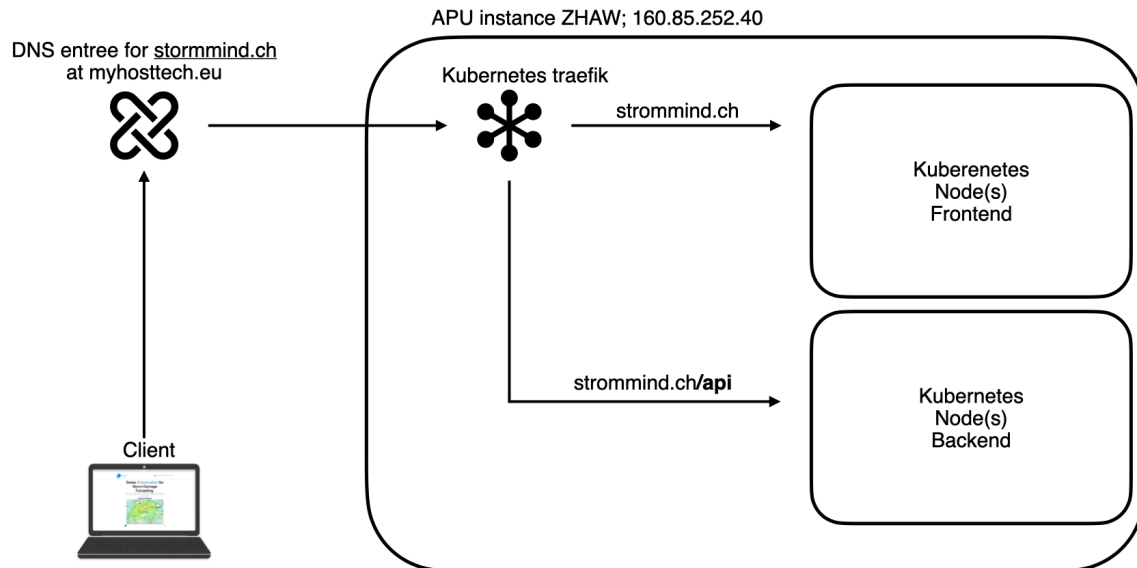 APU instance ZHAW; 160.85.252.40
DNS entree for stormmind.ch
at myhosttech.eu
Kubernetes traefik
strommind.ch
Kuberenetes
Node(s)
Frontend
strommind.ch/api
Kubernetes
Node(s)
Backend
Client